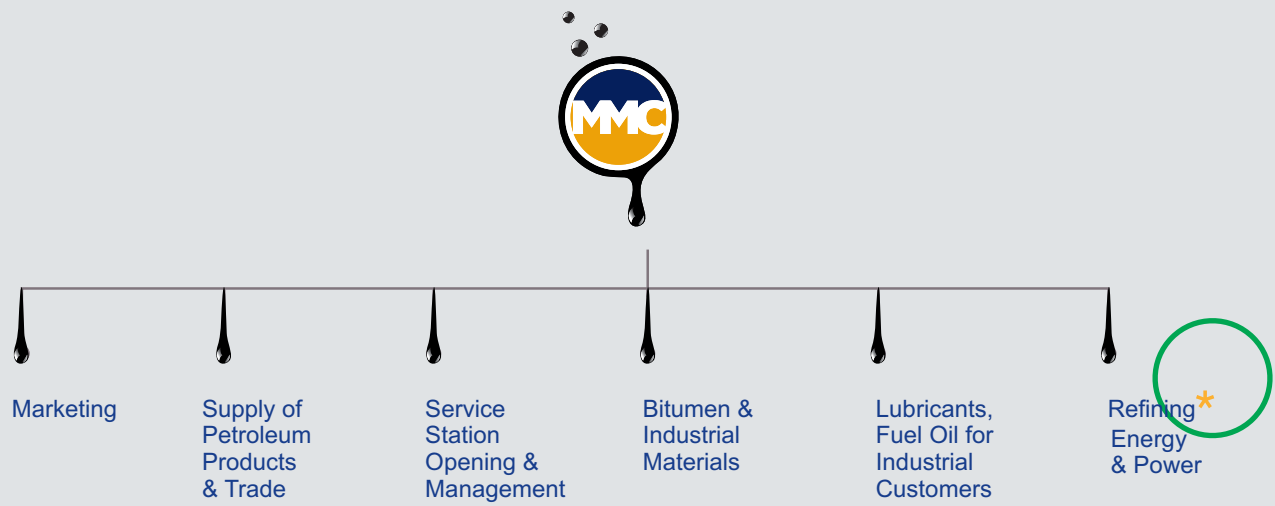 MMC
Marketing
Supply of
Petroleum
Products
& Trade
Service
Station
Opening &
Management
Bitumen &
Industrial
Materials
Lubricants,
Fuel Oil for
Industrial
Customers
Refining*
Energy
& Power